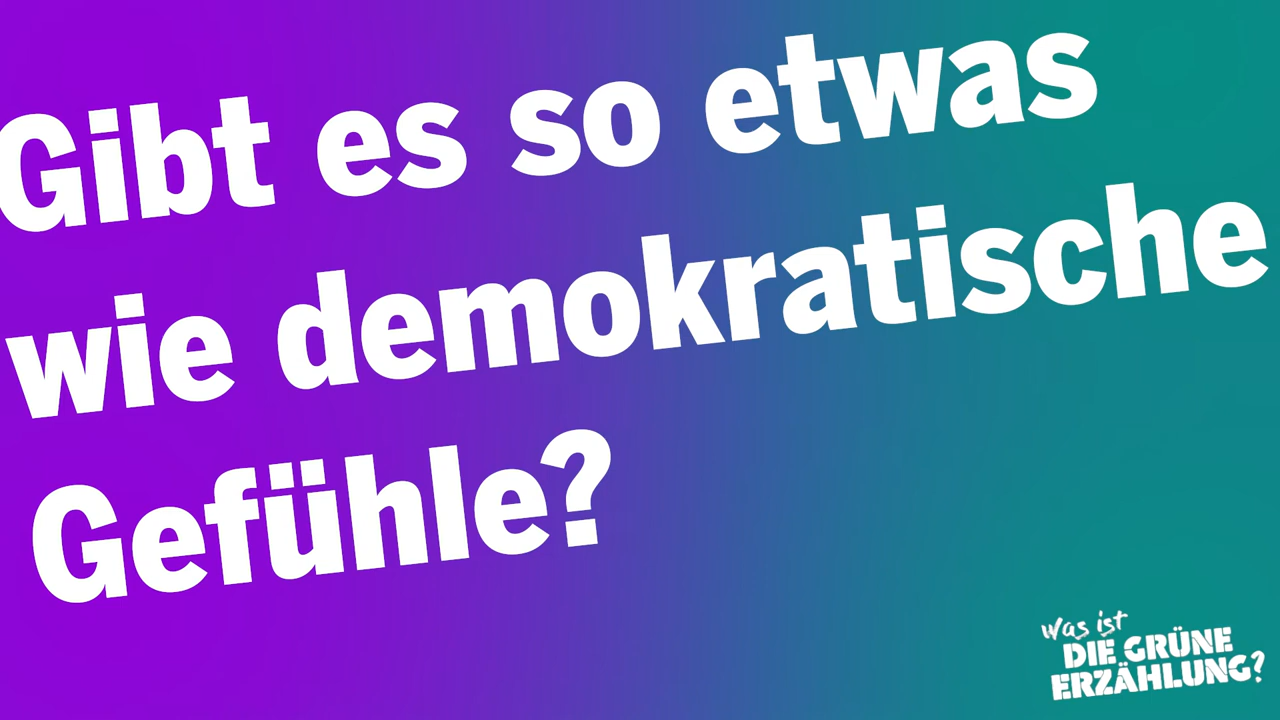 Gibt es so etwas
wie demokratische
Gefühle?
Was ist
DIE GRÜNE
ERZÄHLUNG?